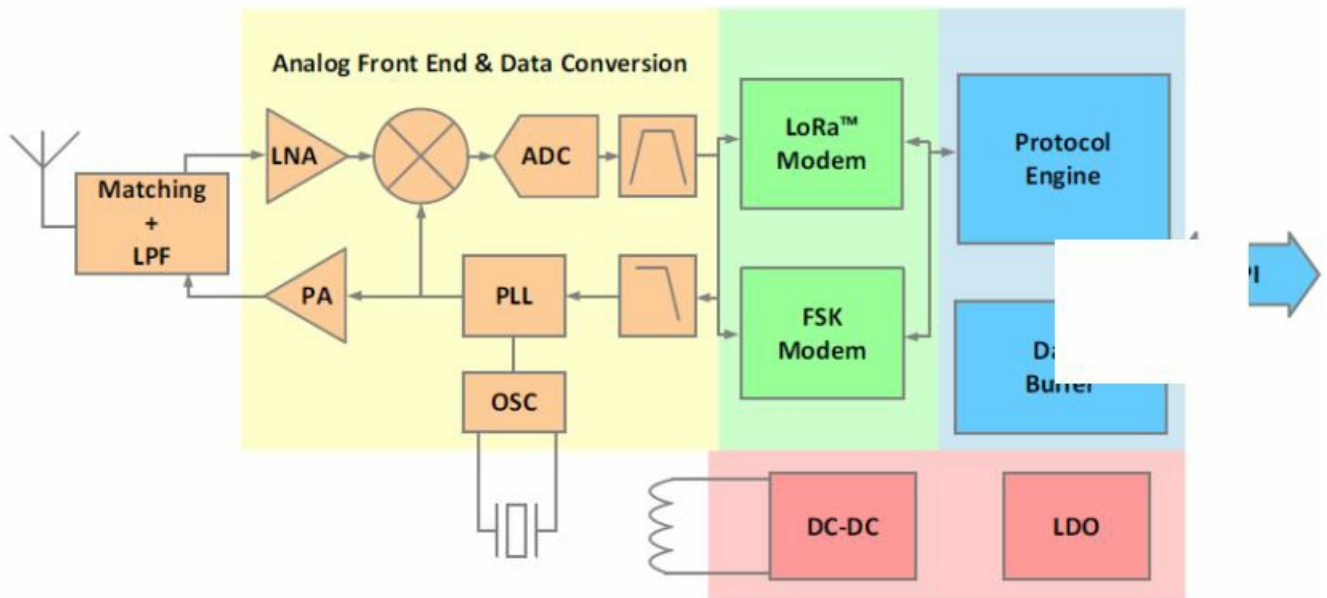 Analog Front End & Data Conversion
LNA
ADC
LoRa™
Modem
Protocol
Engine
Matching
+
LPF
PA
PLL
FSK
Modem
Buffer
OSC
DC-DC
LDO